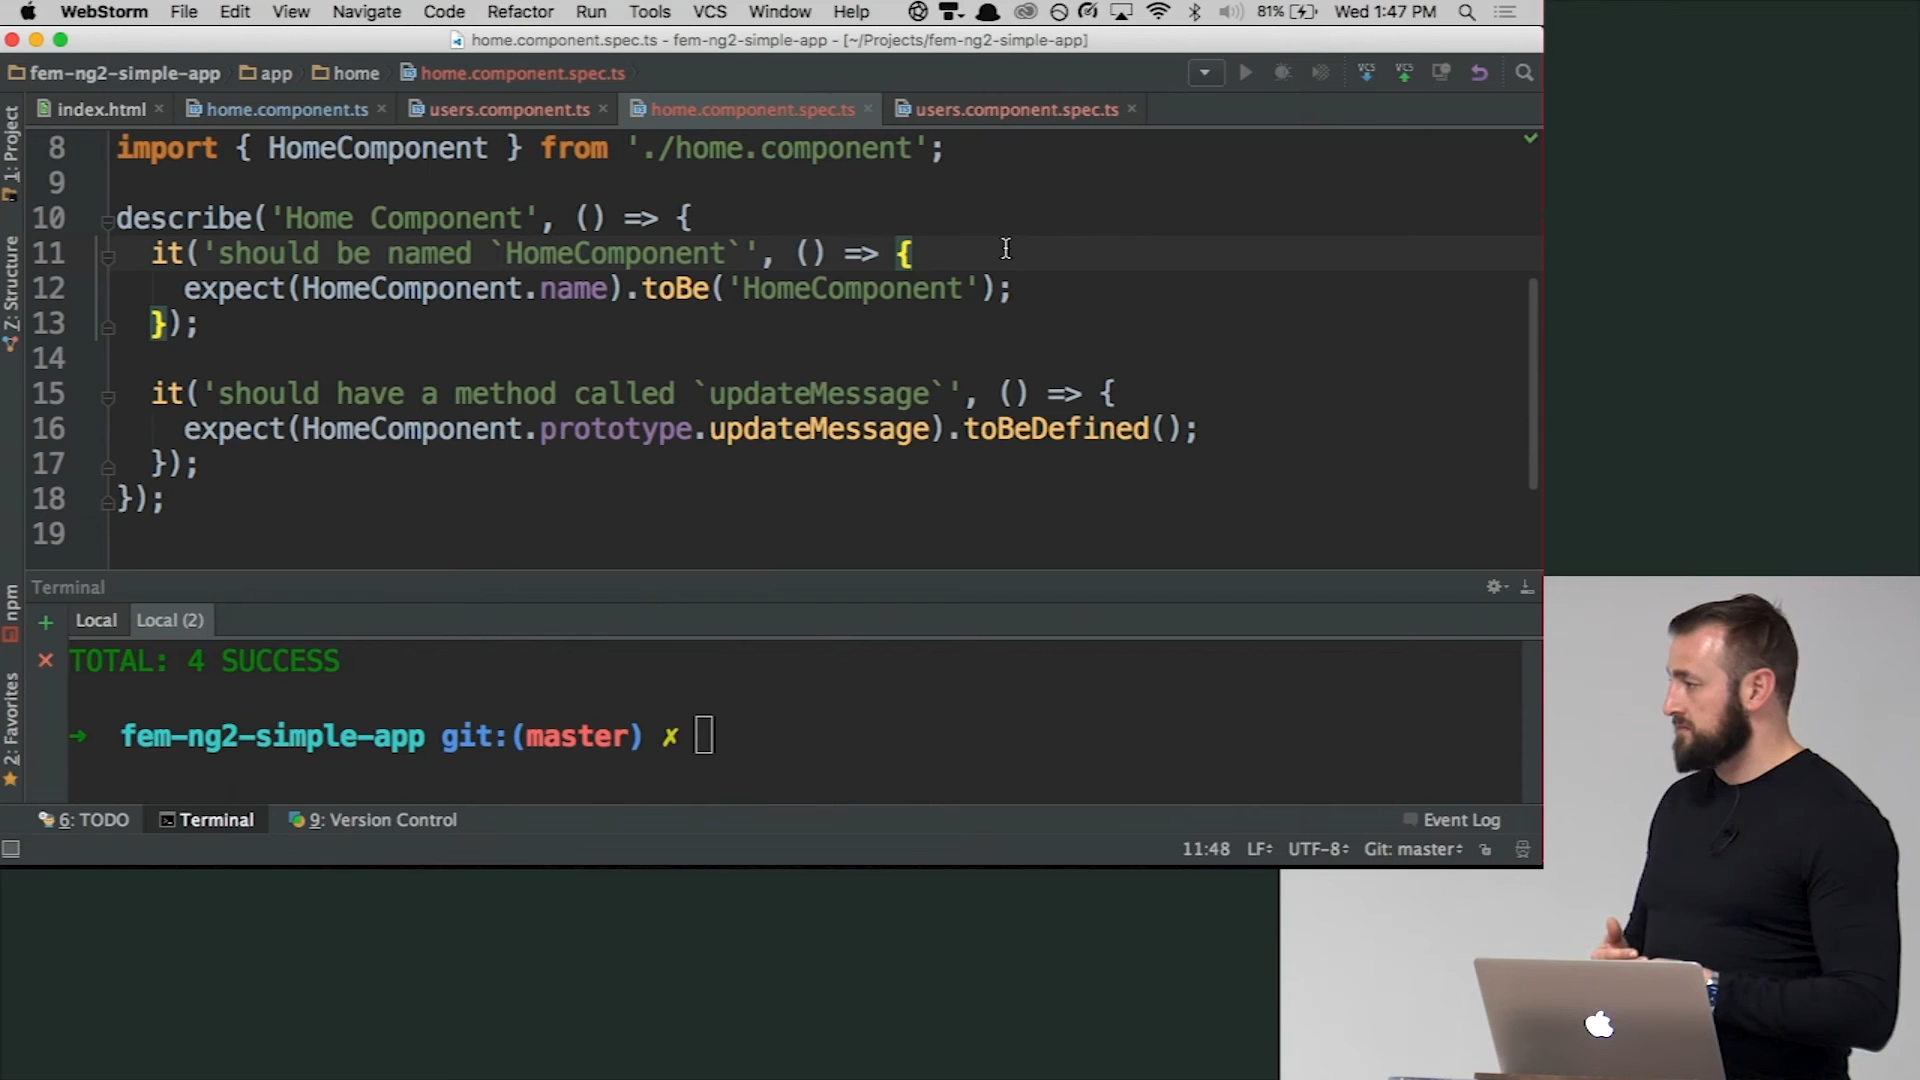 WebStorm File Edit View Navigate Code Refactor Run Tools VCS Window Help 81% Wed 1:47 PM
home.component.spec.ts - fem-ng2-simple-app - [~/Projects/fem-ng2-simple-app]
fem-ng2-simple-app app home home.component.spec.ts VCS VCS
index.html home.component.ts users.component.ts home.component.spec.ts users.component.spec.ts
1: Project
Z: Structure
npm
2: Favorites
8 import { HomeComponent } from './home.component';
9
10 describe('Home Component', () => {
11 it('should be named `HomeComponent`', () => {
12 expect(HomeComponent.name).toBe('HomeComponent');
13 });
14
15 it('should have a method called `updateMessage`', () => {
16 expect(HomeComponent.prototype.updateMessage).toBeDefined();
17 });
18 });
19
Terminal
+ Local Local (2)
× TOTAL: 4 SUCCESS
→ fem-ng2-simple-app git:(master) ✗
6: TODO Terminal 9: Version Control Event Log
11:48 LF UTF-8 Git: master